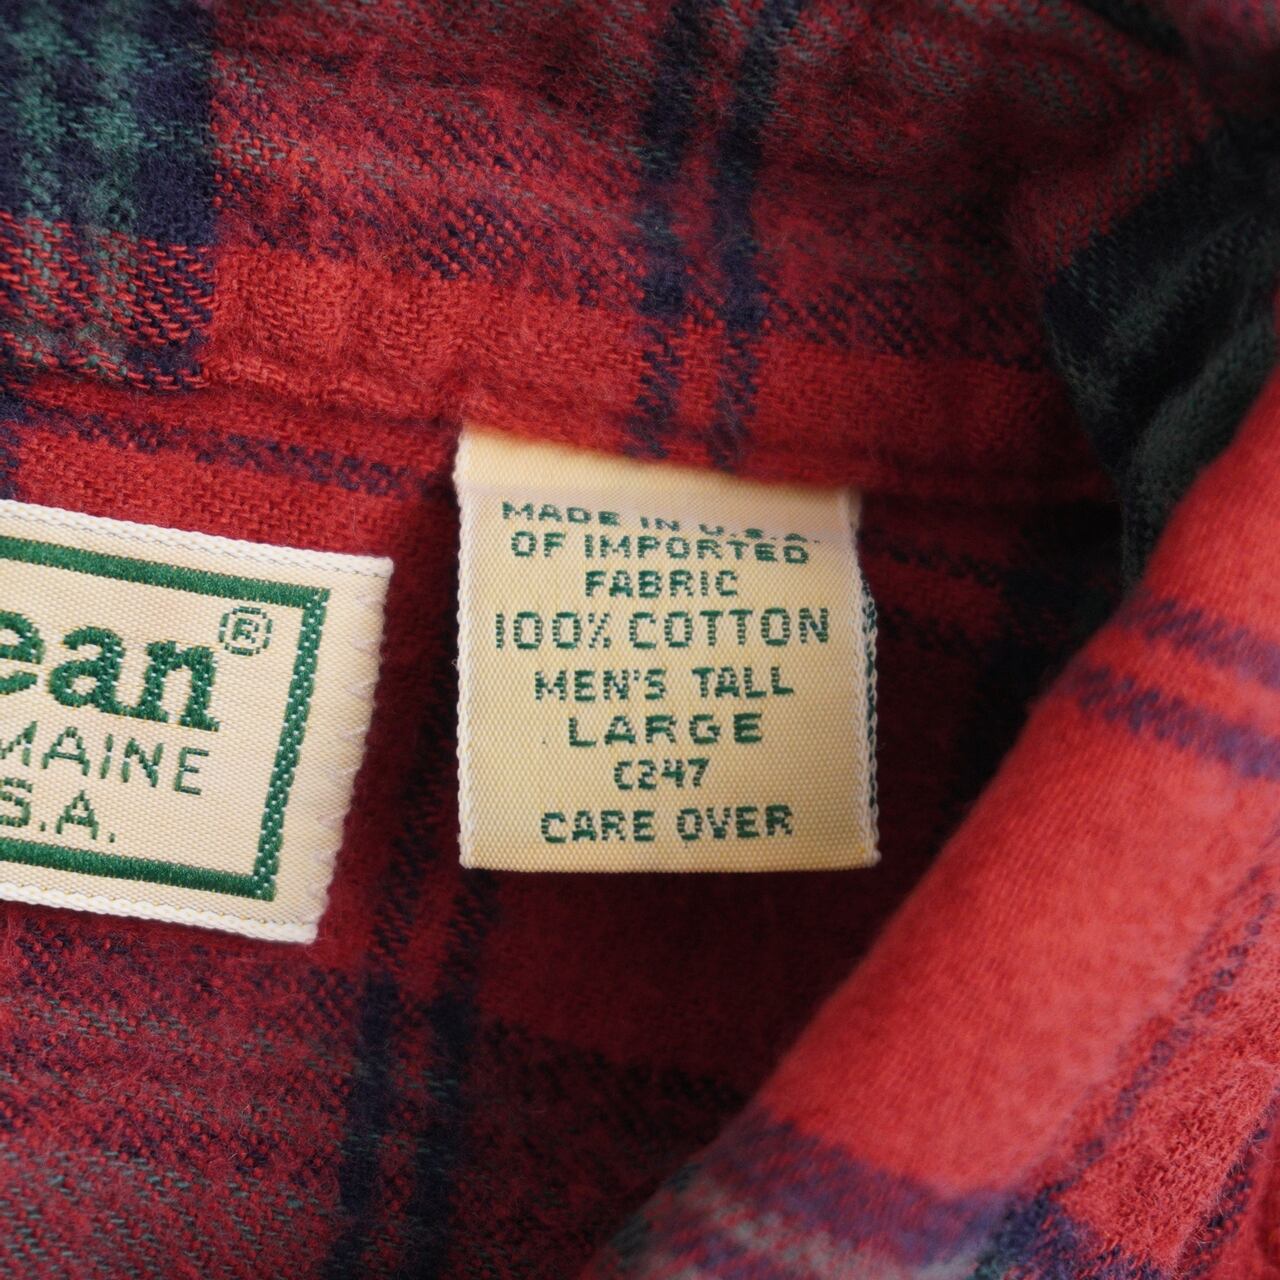 ean®
MAINE
S.A.
MADE IN U.S.A.
OF IMPORTED
FABRIC
100% COTTON
MEN'S TALL
LARGE
C247
CARE OVER